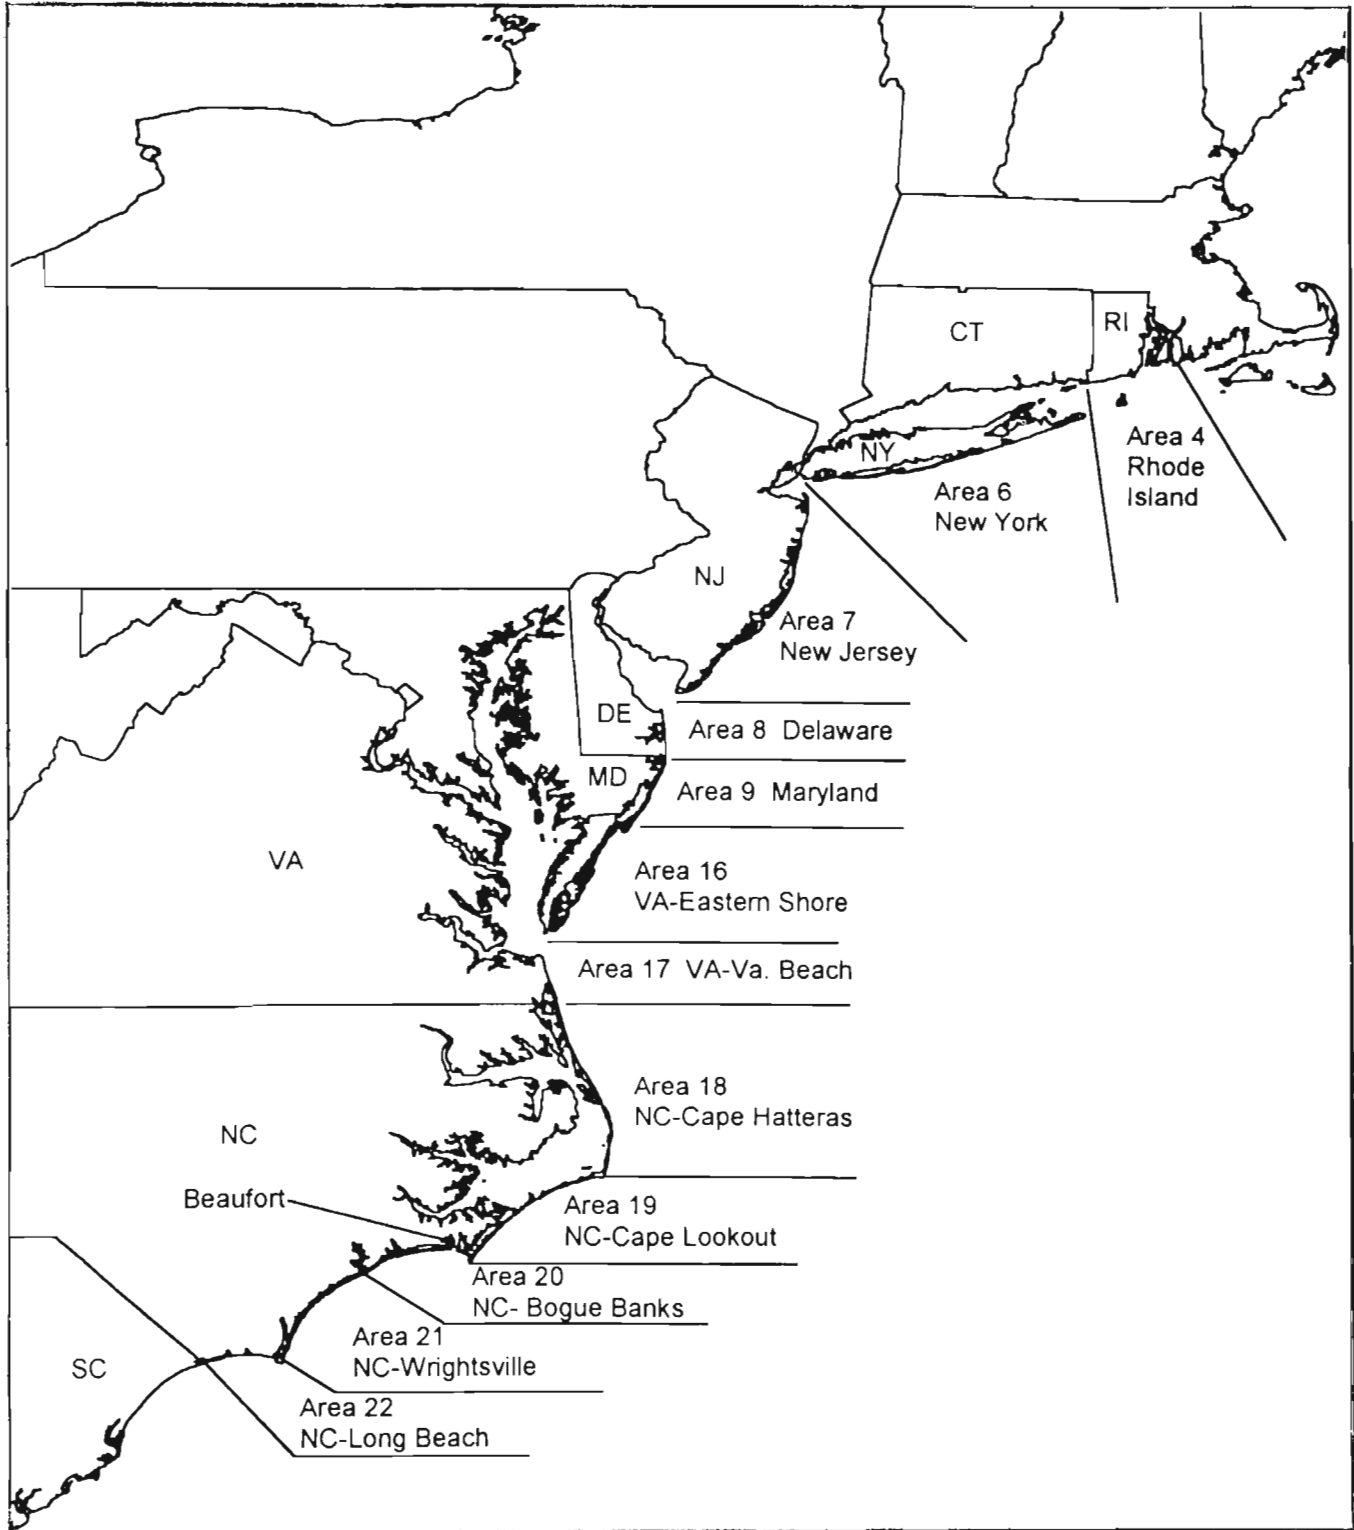 CT
RI
NY
Area 4
Rhode
Island
Area 6
New York
NJ
Area 7
New Jersey
DE
Area 8 Delaware
MD
Area 9 Maryland
VA
Area 16
VA-Eastern Shore
Area 17 VA-Va. Beach
Area 18
NC-Cape Hatteras
NC
Beaufort
Area 19
NC-Cape Lookout
Area 20
NC- Bogue Banks
Area 21
NC-Wrightsville
SC
Area 22
NC-Long Beach